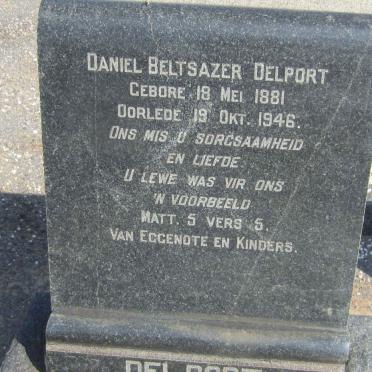 DANIEL BELTSAZER DELPORT
GEBORE 18 MEI 1881
OORLEDE 19 OKT. 1946.
ONS MIS U SORGSAAMHEID
EN LIEFDE.
U LEWE WAS VIR ONS
'N VOORBEELD
MATT. 5 VERS 5.
VAN EGGENOTE EN KINDERS.
DELPORT